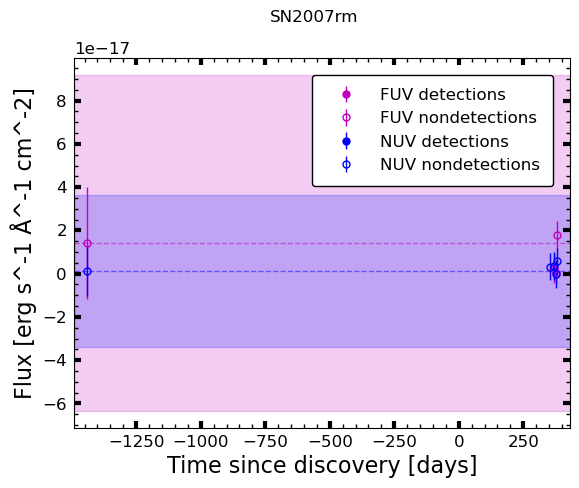 SN2007rm
1e−17
FUV detections
FUV nondetections
NUV detections
NUV nondetections
8
6
4
2
0
−2
−4
−6
Flux [erg s^-1 Å^-1 cm^-2]
−1250 −1000 −750 −500 −250 0 250
Time since discovery [days]